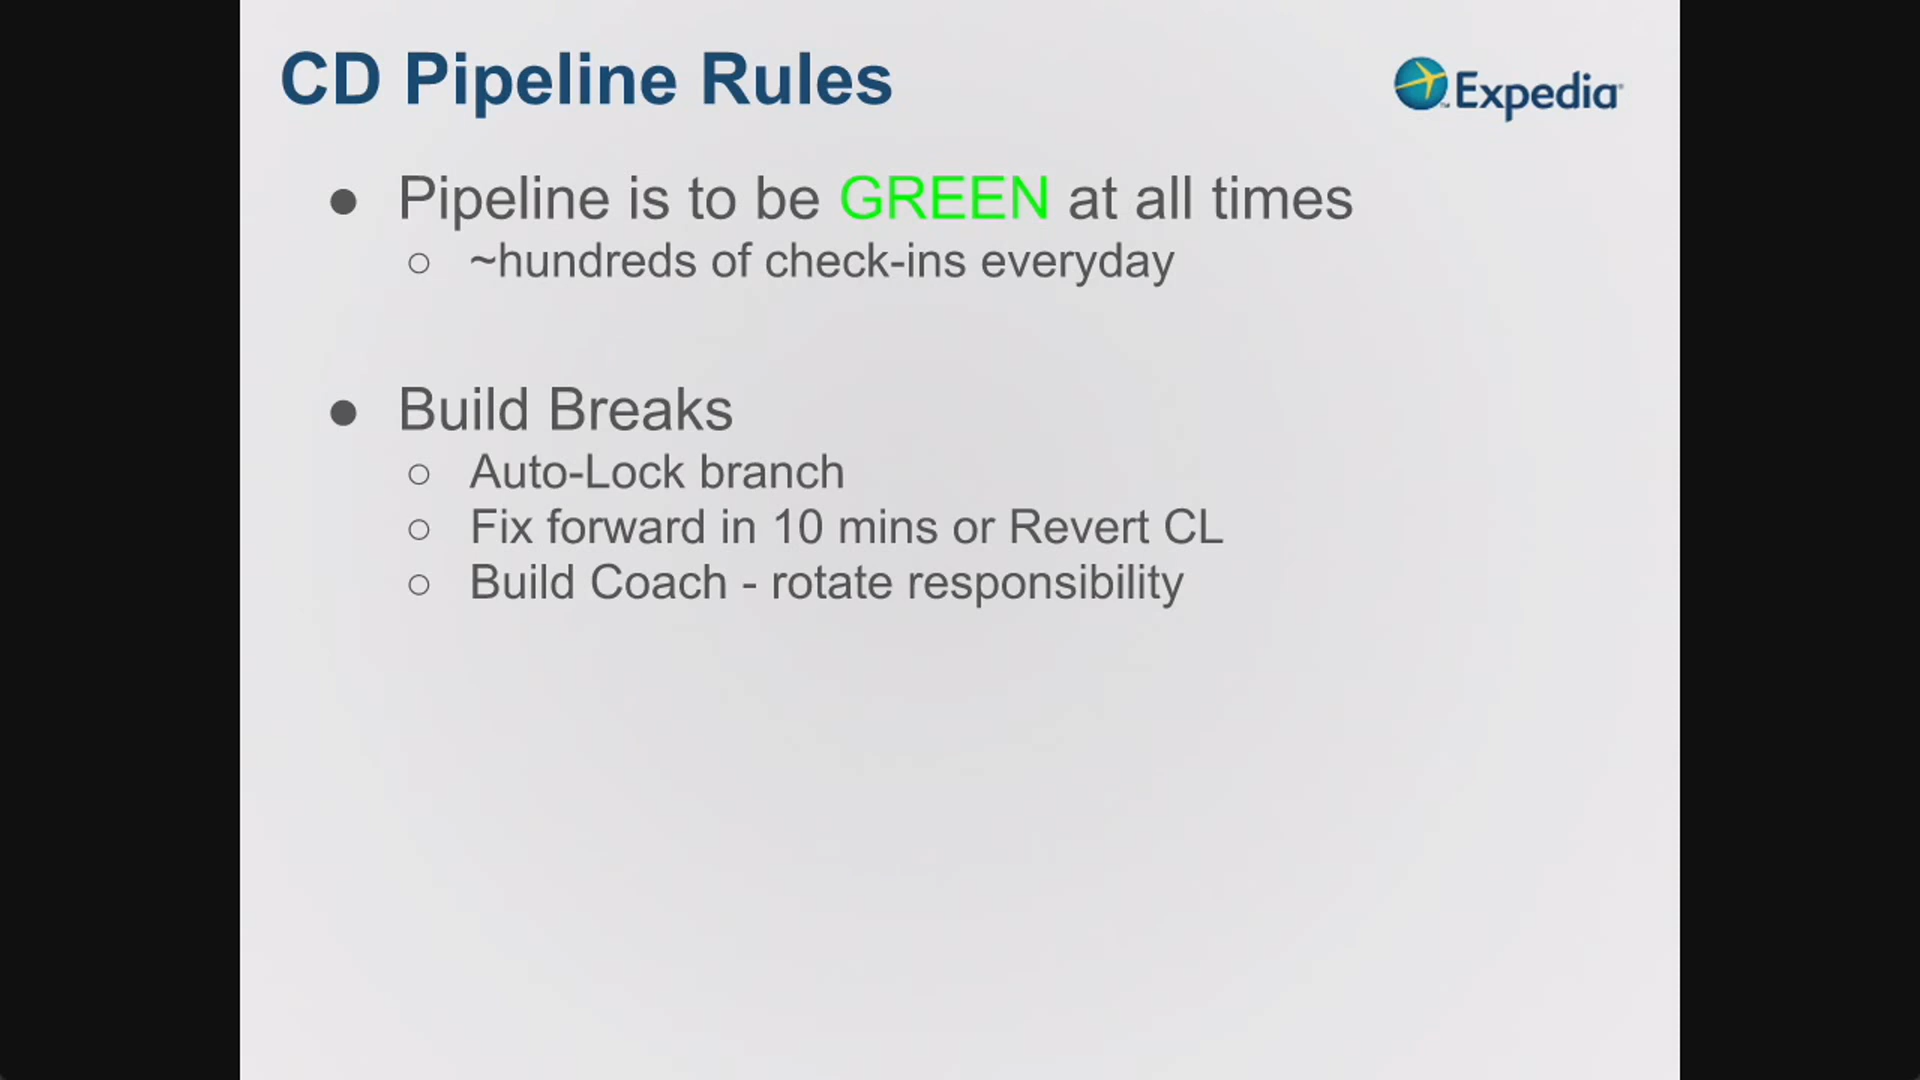 CD Pipeline Rules
Expedia
● Pipeline is to be GREEN at all times
○ ~hundreds of check-ins everyday
● Build Breaks
○ Auto-Lock branch
○ Fix forward in 10 mins or Revert CL
○ Build Coach - rotate responsibility